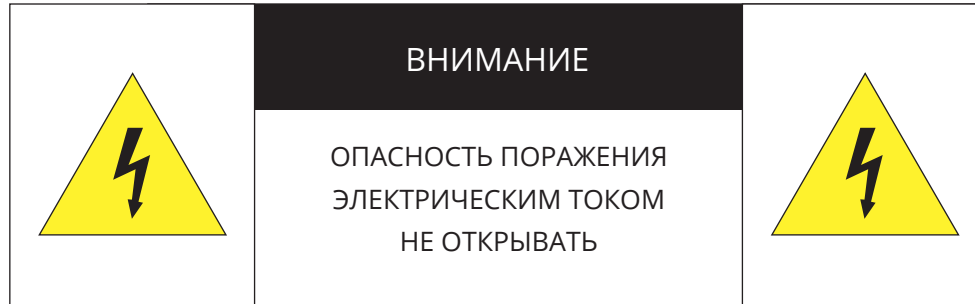 ВНИМАНИЕ
ОПАСНОСТЬ ПОРАЖЕНИЯ
ЭЛЕКТРИЧЕСКИМ ТОКОМ
НЕ ОТКРЫВАТЬ